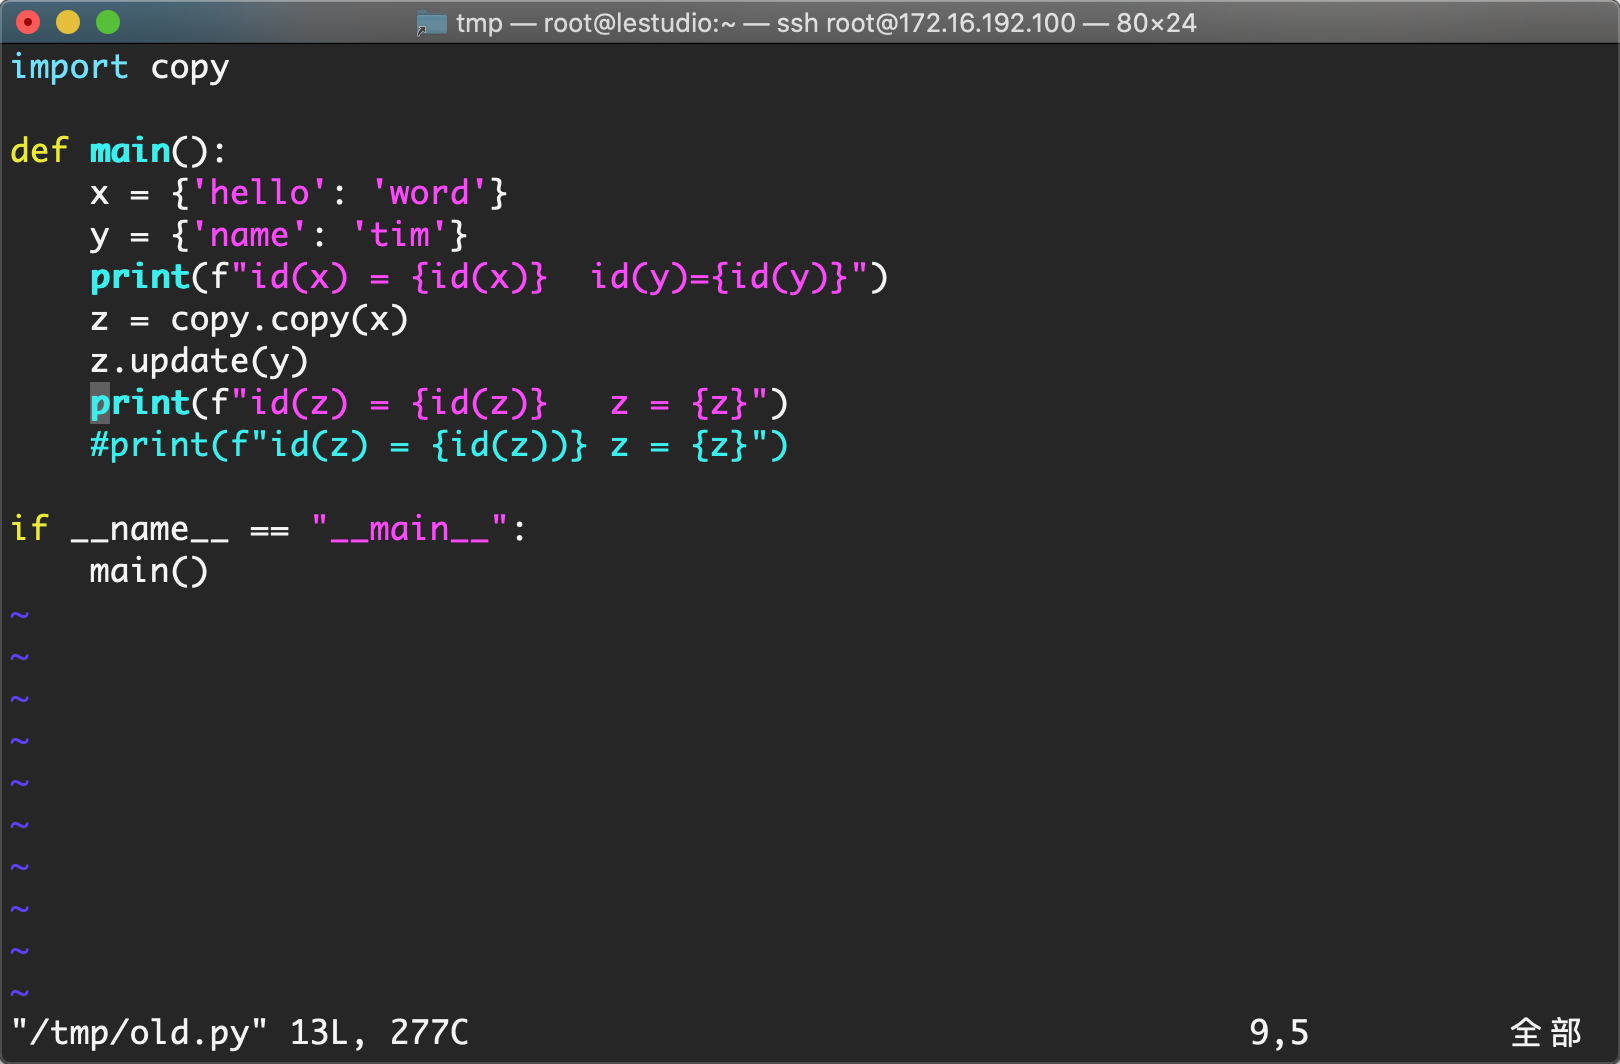 tmp — root@lestudio:~ — ssh root@172.16.192.100 — 80×24
import copy

def main():
    x = {'hello': 'word'}
    y = {'name': 'tim'}
    print(f"id(x) = {id(x)}  id(y)={id(y)}")
    z = copy.copy(x)
    z.update(y)
    print(f"id(z) = {id(z)}   z = {z}")
    #print(f"id(z) = {id(z))} z = {z}")

if __name__ == "__main__":
    main()
~
~
~
~
~
~
~
~
~
~
"/tmp/old.py" 13L, 277C 9,5 全部